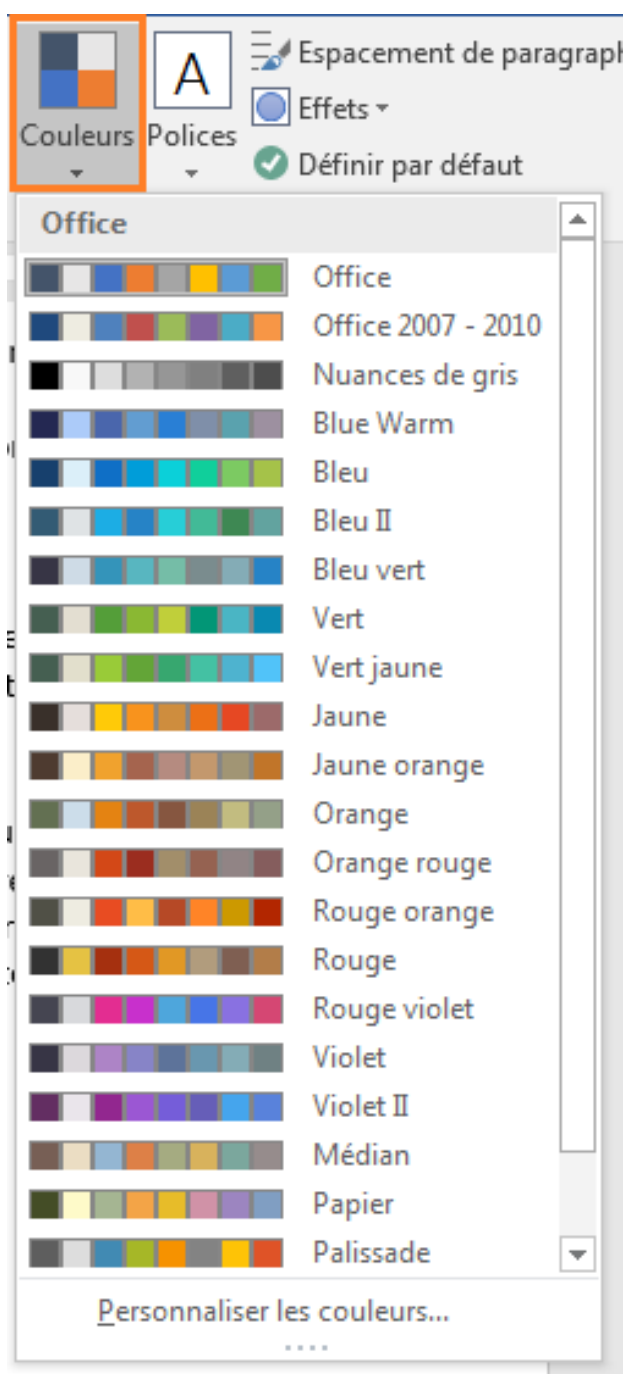 Espacement de paragraph
Effets
Définir par défaut
A
Couleurs
Polices
Office
Office
Office 2007 - 2010
Nuances de gris
Blue Warm
Bleu
Bleu II
Bleu vert
Vert
Vert jaune
Jaune
Jaune orange
Orange
Orange rouge
Rouge orange
Rouge
Rouge violet
Violet
Violet II
Médian
Papier
Palissade
Personnaliser les couleurs...